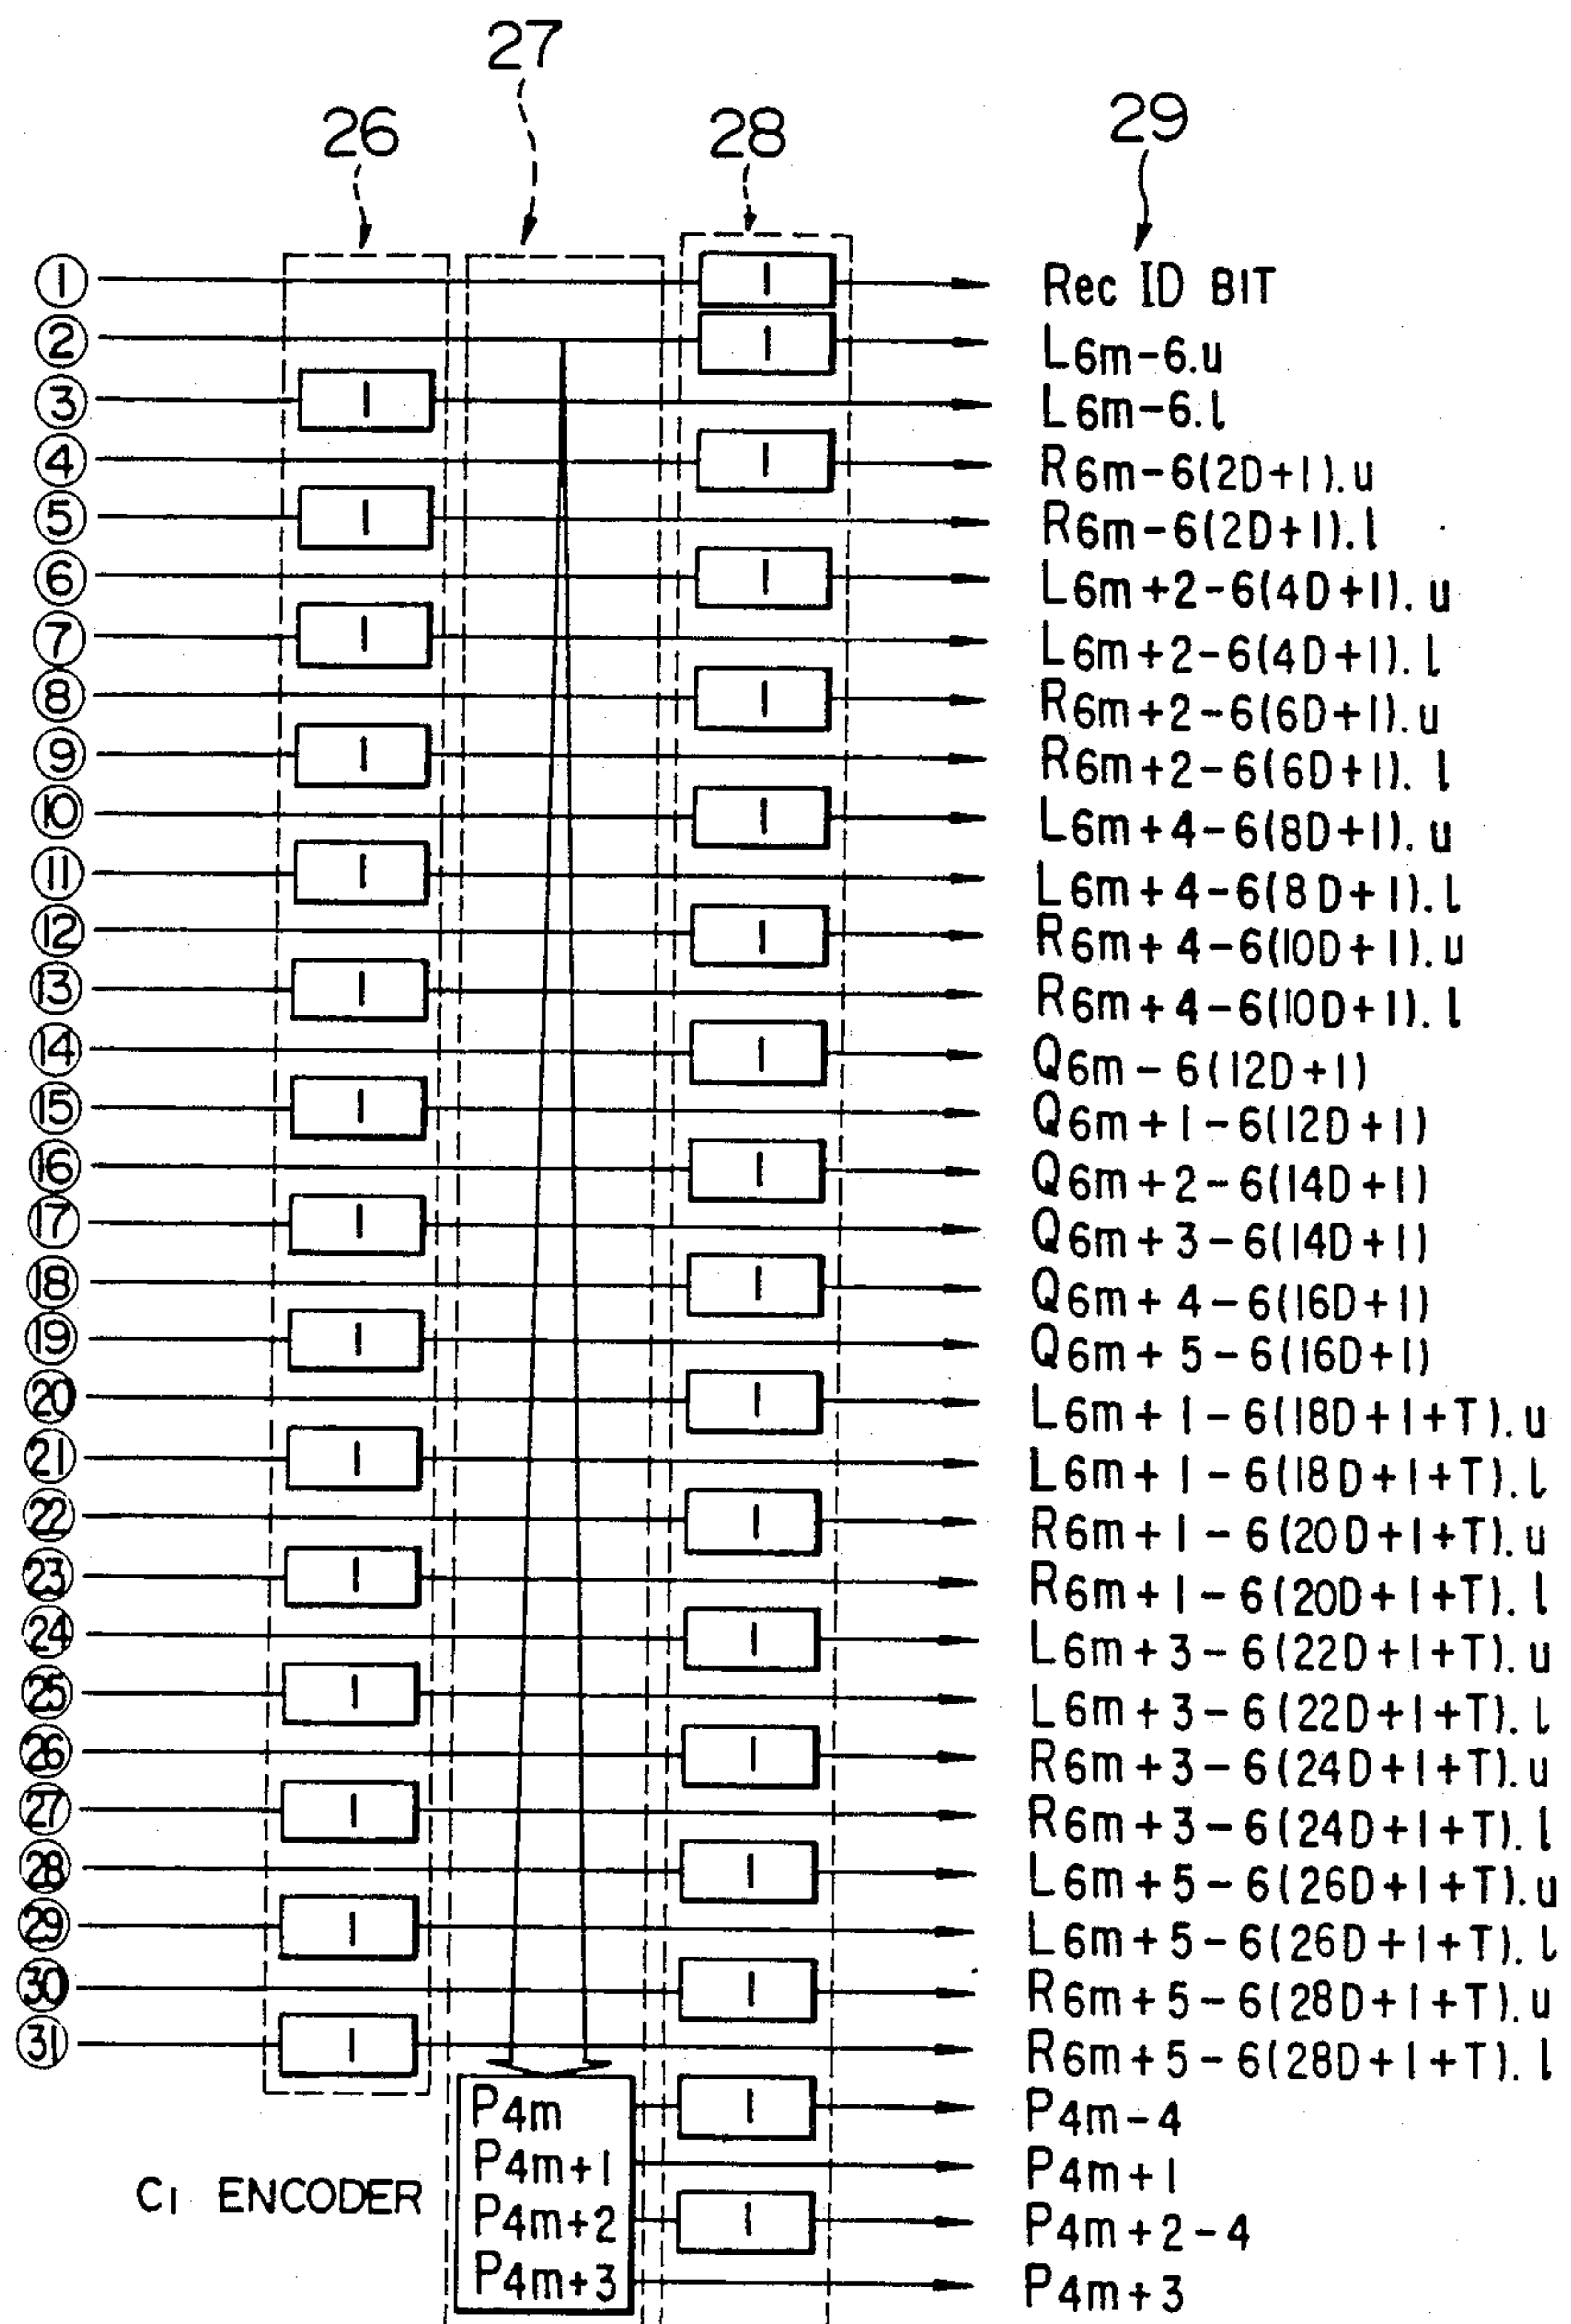 27
26 28 29
① I Rec ID BIT
② I L6m-6.u
③ I L6m-6.l
④ I R6m-6(2D+1).u
⑤ I R6m-6(2D+1).l
⑥ I L6m+2-6(4D+1).u
⑦ I L6m+2-6(4D+1).l
⑧ I R6m+2-6(6D+1).u
⑨ I R6m+2-6(6D+1).l
⑩ I L6m+4-6(8D+1).u
⑪ I L6m+4-6(8D+1).l
⑫ I R6m+4-6(10D+1).u
⑬ I R6m+4-6(10D+1).l
⑭ I Q6m-6(12D+1)
⑮ I Q6m+1-6(12D+1)
⑯ I Q6m+2-6(14D+1)
⑰ I Q6m+3-6(14D+1)
⑱ I Q6m+4-6(16D+1)
⑲ I Q6m+5-6(16D+1)
⑳ I L6m+1-6(18D+1+T).u
㉑ I L6m+1-6(18D+1+T).l
㉒ I R6m+1-6(20D+1+T).u
㉓ I R6m+1-6(20D+1+T).l
㉔ I L6m+3-6(22D+1+T).u
㉕ I L6m+3-6(22D+1+T).l
㉖ I R6m+3-6(24D+1+T).u
㉗ I R6m+3-6(24D+1+T).l
㉘ I L6m+5-6(26D+1+T).u
㉙ I L6m+5-6(26D+1+T).l
㉚ I R6m+5-6(28D+1+T).u
㉛ I R6m+5-6(28D+1+T).l
P4m I P4m-4
P4m+1 P4m+1
C1 ENCODER P4m+2 I P4m+2-4
P4m+3 P4m+3